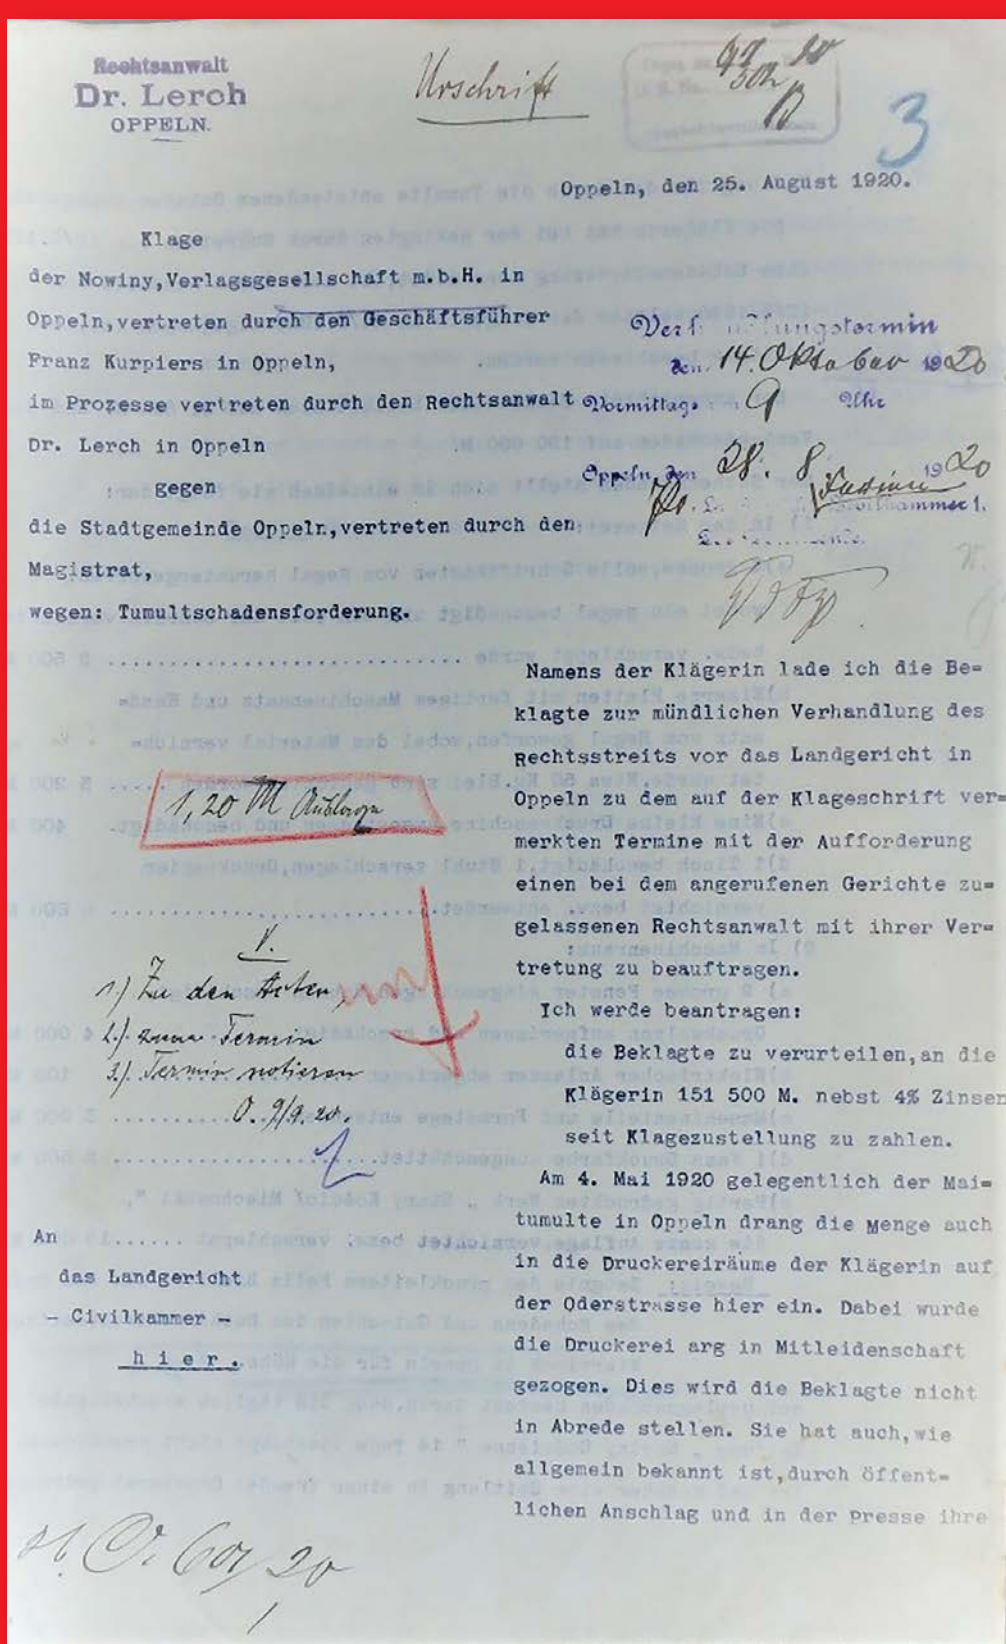 Rechtsanwalt
Dr. Lerch
OPPELN.
Urschrift
3
Oppeln, den 25. August 1920.
Klage
der Nowiny,Verlagsgesellschaft m.b.H. in
Oppeln,vertreten durch den Geschäftsführer
Franz Kurpiers in Oppeln,
im Prozesse vertreten durch den Rechtsanwalt
Dr. Lerch in Oppeln
gegen
die Stadtgemeinde Oppeln,vertreten durch den
Magistrat,
wegen: Tumultschadensforderung.
den 14. Oktober 1920
Vormittags 9 Uhr
Oppeln, den 28. 8. 1920
Namens der Klägerin lade ich die Be=
klagte zur mündlichen Verhandlung des
Rechtsstreits vor das Landgericht in
Oppeln zu dem auf der Klageschrift ver=
merkten Termine mit der Aufforderung
einen bei dem angerufenen Gerichte zu=
gelassenen Rechtsanwalt mit ihrer Ver=
tretung zu beauftragen.
Ich werde beantragen:
die Beklagte zu verurteilen,an die
Klägerin 151 500 M. nebst 4% Zinsen
seit Klagezustellung zu zahlen.
Am 4. Mai 1920 gelegentlich der Mai=
tumulte in Oppeln drang die Menge auch
in die Druckereiräume der Klägerin auf
der Oderstrasse hier ein. Dabei wurde
die Druckerei arg in Mitleidenschaft
gezogen. Dies wird die Beklagte nicht
in Abrede stellen. Sie hat auch,wie
allgemein bekannt ist,durch öffent=
lichen Anschlag und in der Presse ihre
1,20 M
V.
1.) Zu den Akten
2.) zum Termin
3.) Termin notieren
O. 9/9. 20.
An
das Landgericht
- Civilkammer -
h i e r.